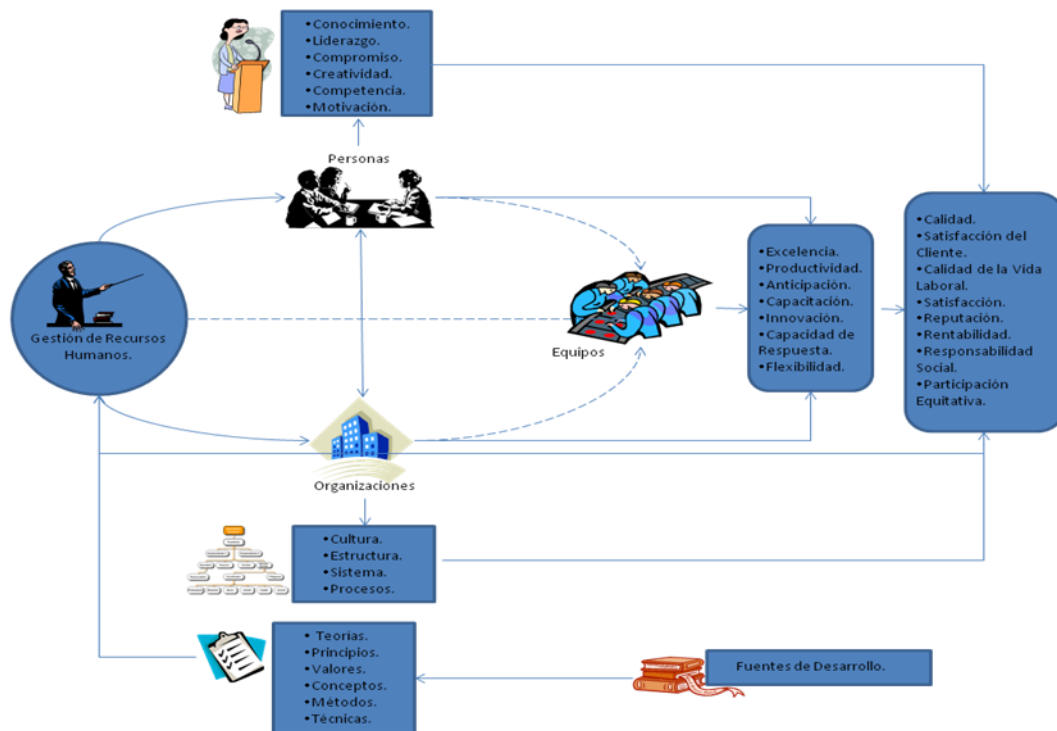 •Conocimiento.
•Liderazgo.
•Compromiso.
•Creatividad.
•Competencia.
•Motivación.
Personas
Gestión de Recursos
Humanos.
Equipos
•Excelencia.
•Productividad.
•Anticipación.
•Capacitación.
•Innovación.
•Capacidad de
Respuesta.
•Flexibilidad.
•Calidad.
•Satisfacción del
Cliente.
•Calidad de la Vida
Laboral.
•Satisfacción.
•Reputación.
•Rentabilidad.
•Responsabilidad
Social.
•Participación
Equitativa.
Organizaciones
•Cultura.
•Estructura.
•Sistema.
•Procesos.
• Teorías.
•Principios.
•Valores.
•Conceptos.
•Métodos.
•Técnicas.
Fuentes de Desarrollo.